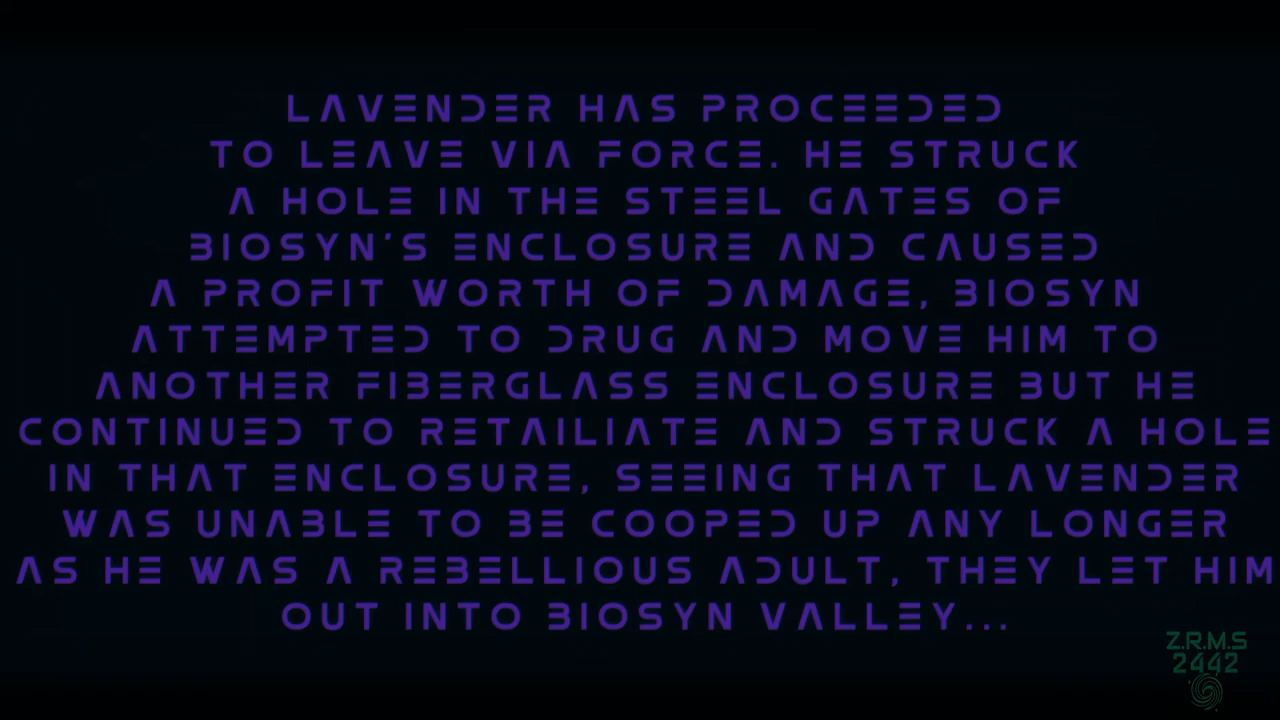 LAVENDER HAS PROCEEDED
TO LEAVE VIA FORCE. HE STRUCK
A HOLE IN THE STEEL GATES OF
BIOSYN'S ENCLOSURE AND CAUSED
A PROFIT WORTH OF DAMAGE, BIOSYN
ATTEMPTED TO DRUG AND MOVE HIM TO
ANOTHER FIBERGLASS ENCLOSURE BUT HE
CONTINUED TO RETAILIATE AND STRUCK A HOLE
IN THAT ENCLOSURE, SEEING THAT LAVENDER
WAS UNABLE TO BE COOPED UP ANY LONGER
AS HE WAS A REBELLIOUS ADULT, THEY LET HIM
OUT INTO BIOSYN VALLEY...
Z.R.M.S
2442